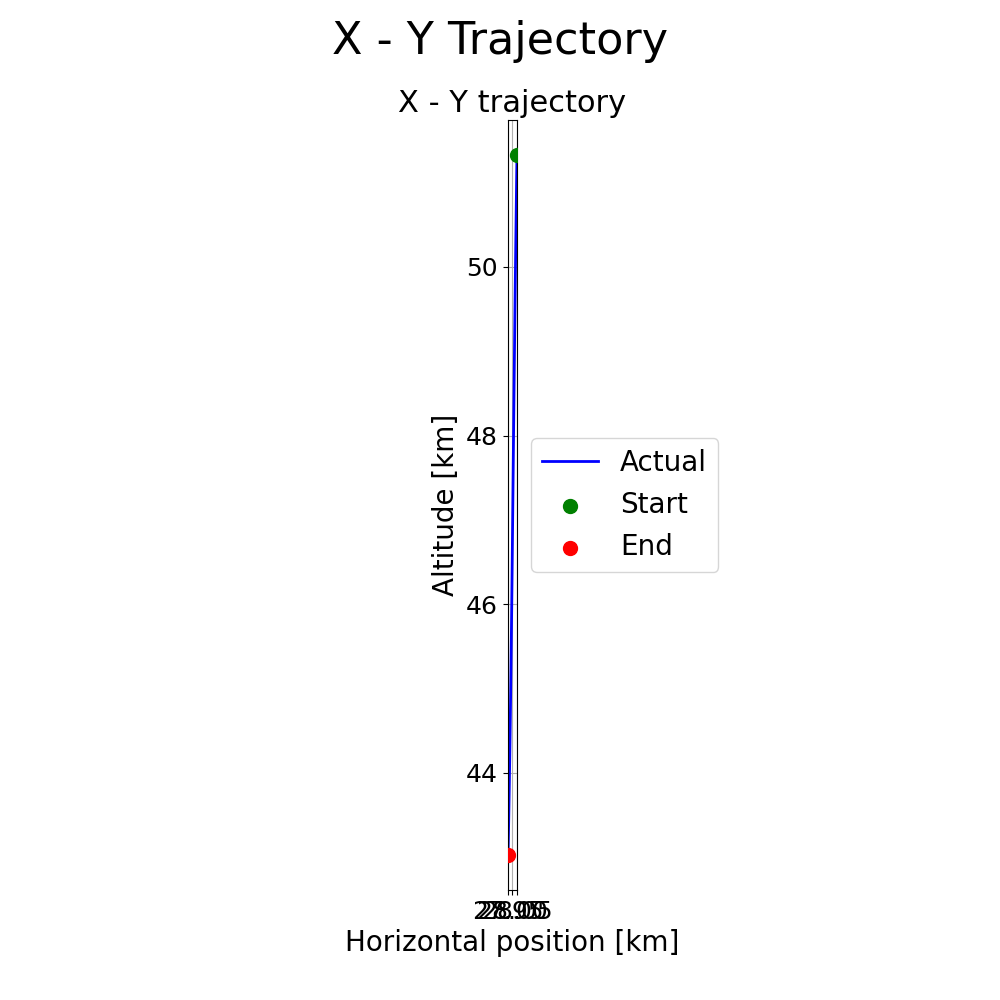 X - Y Trajectory
X - Y trajectory
50
48
46
44
Altitude [km]
Actual
Start
End
Horizontal position [km]